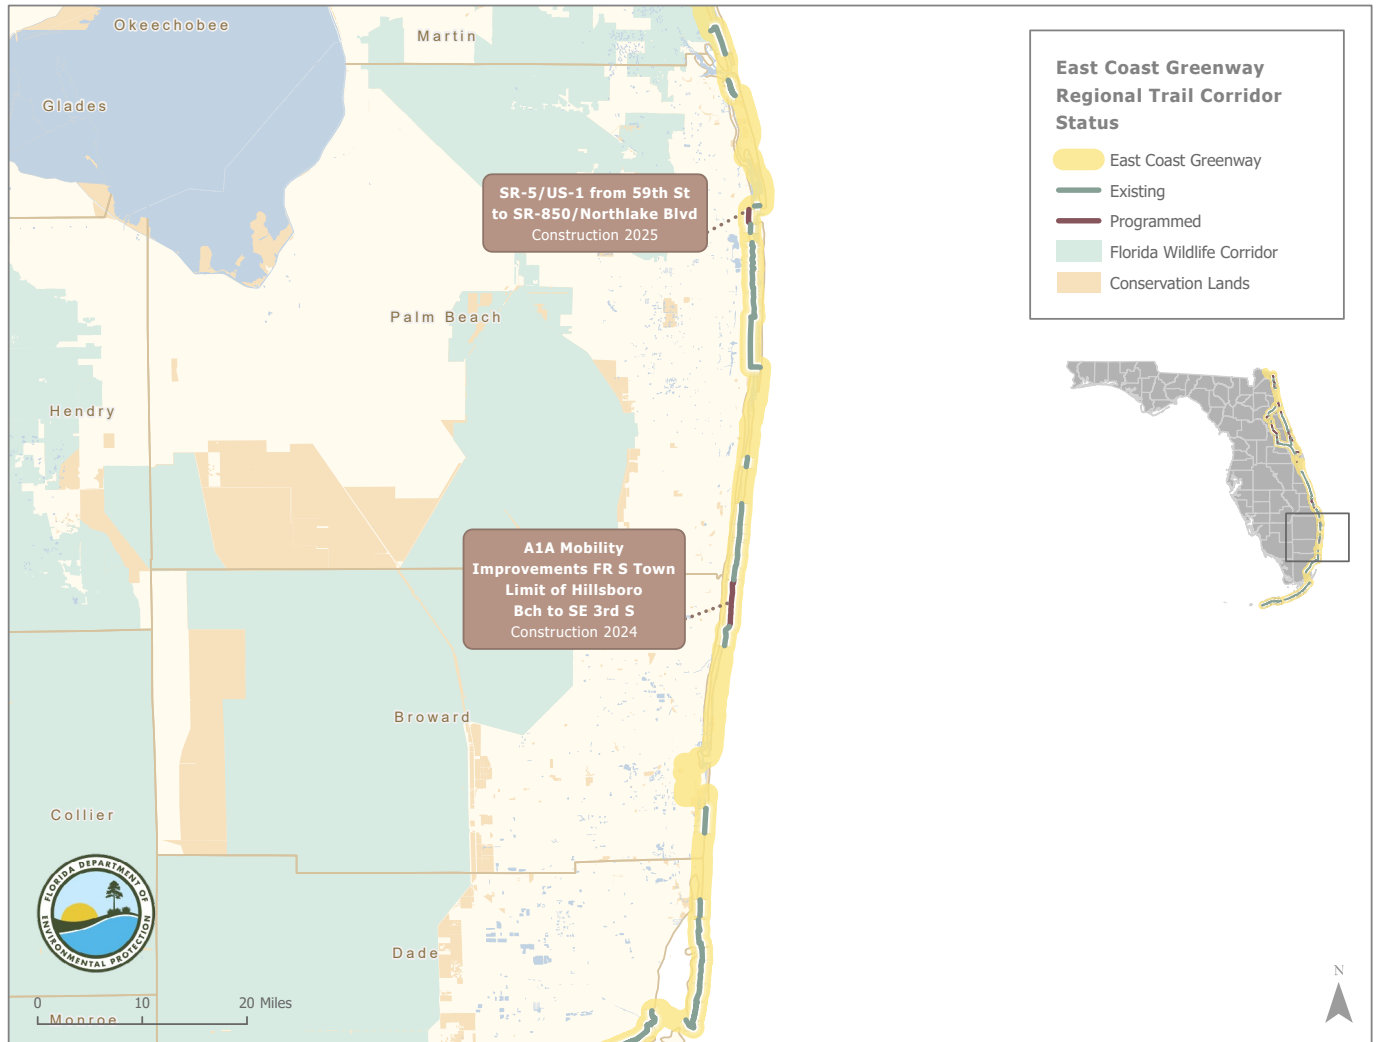 Okeechobee
Martin
Glades
SR-5/US-1 from 59th St
to SR-850/Northlake Blvd
Construction 2025
Palm Beach
Hendry
A1A Mobility
Improvements FR S Town
Limit of Hillsboro
Bch to SE 3rd S
Construction 2024
Broward
Collier
Dade
Monroe
FLORIDA DEPARTMENT OF
ENVIRONMENTAL PROTECTION
0 10 20 Miles
East Coast Greenway
Regional Trail Corridor
Status
East Coast Greenway
Existing
Programmed
Florida Wildlife Corridor
Conservation Lands
N